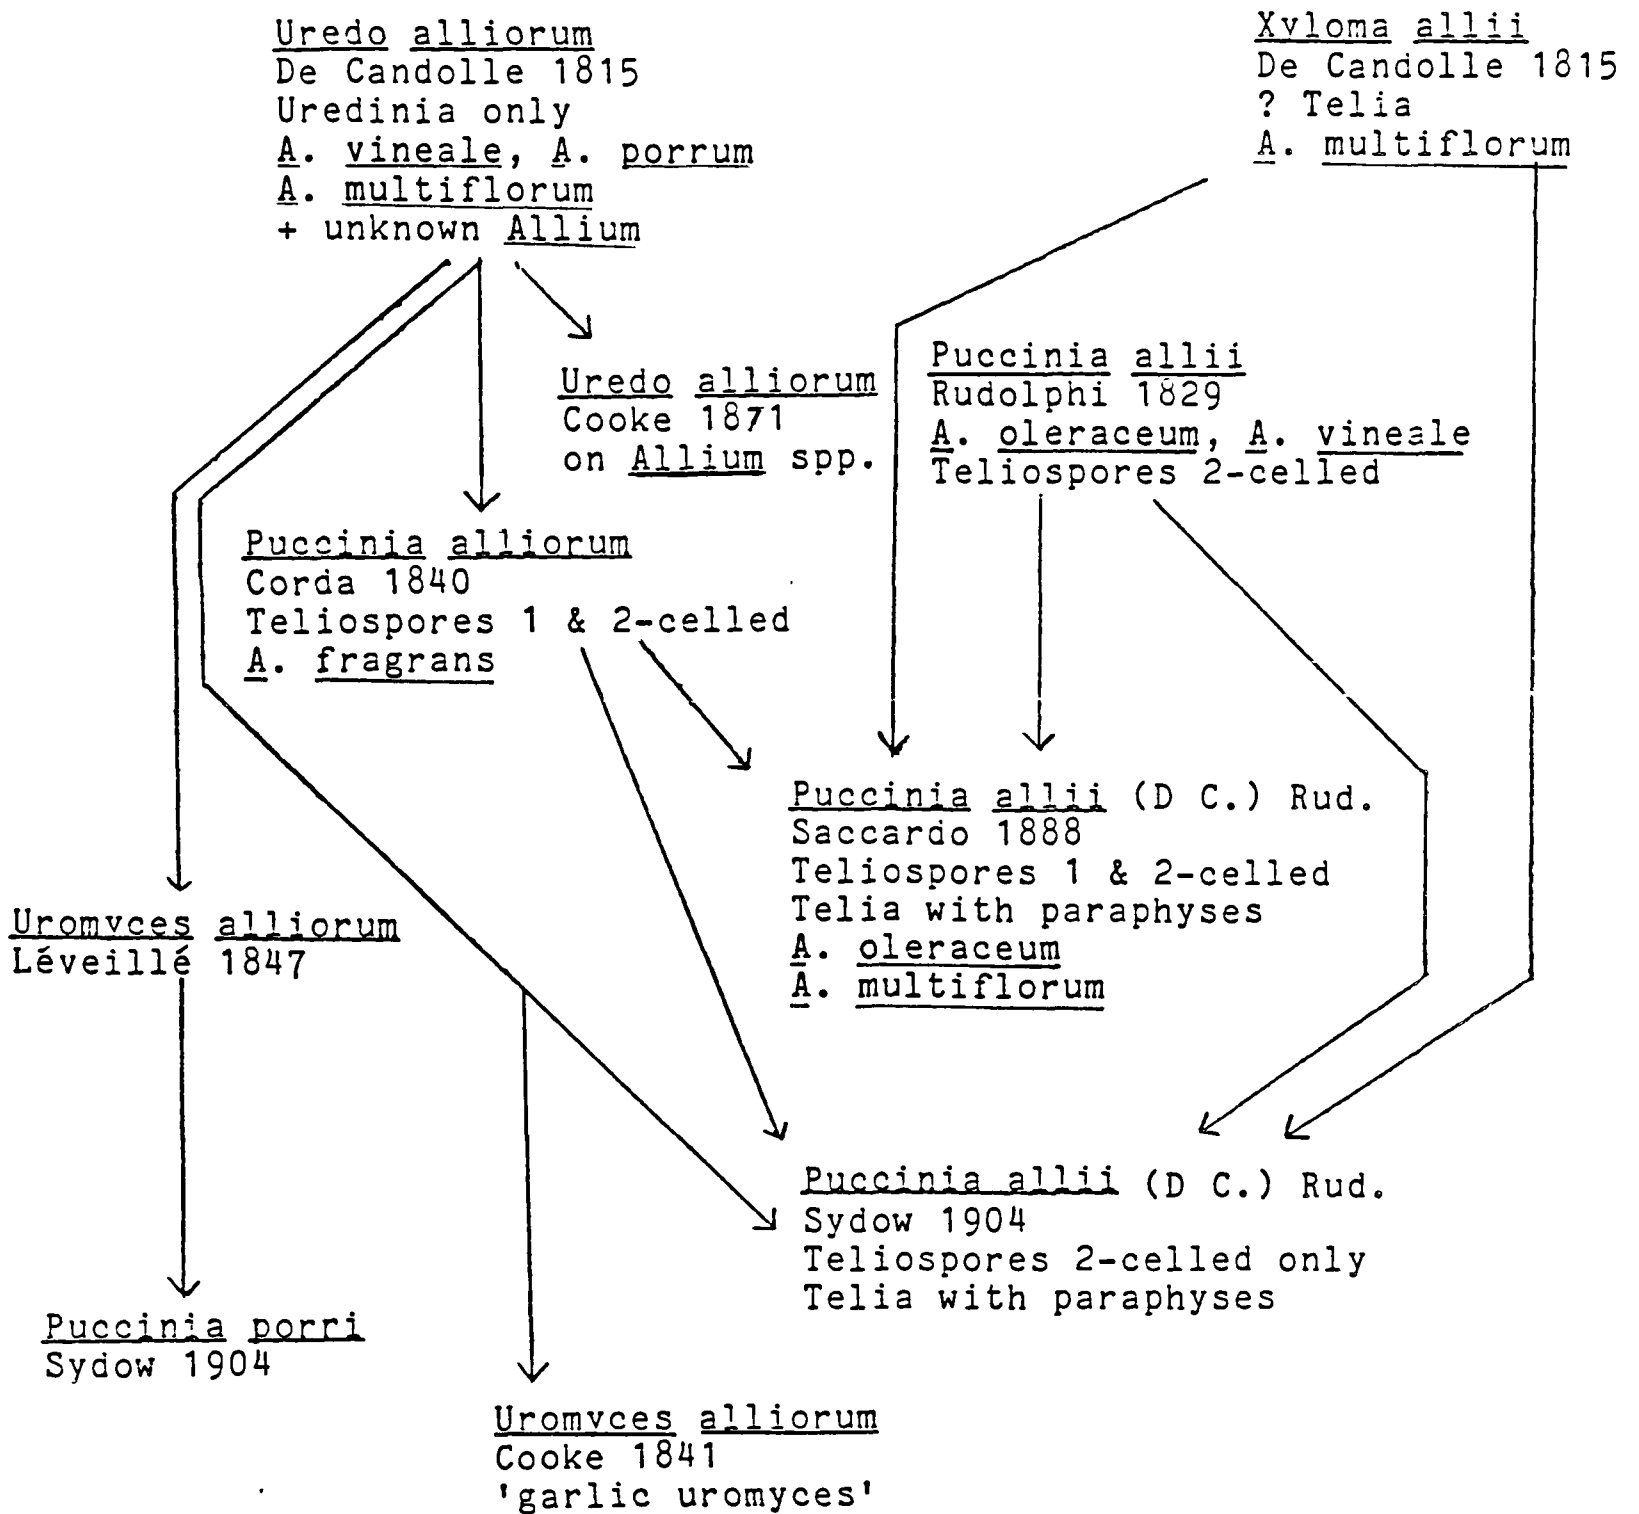 Uredo alliorum
De Candolle 1815
Uredinia only
A. vineale, A. porrum
A. multiflorum
+ unknown Allium
Xyloma allii
De Candolle 1815
? Telia
A. multiflorum
Uredo alliorum
Cooke 1871
on Allium spp.
Puccinia allii
Rudolphi 1829
A. oleraceum, A. vineale
Teliospores 2-celled
Puccinia alliorum
Corda 1840
Teliospores 1 & 2-celled
A. fragrans
Puccinia allii (D C.) Rud.
Saccardo 1888
Teliospores 1 & 2-celled
Telia with paraphyses
A. oleraceum
A. multiflorum
Uromyces alliorum
Léveillé 1847
Puccinia allii (D C.) Rud.
Sydow 1904
Teliospores 2-celled only
Telia with paraphyses
Puccinia porri
Sydow 1904
Uromyces alliorum
Cooke 1841
'garlic uromyces'